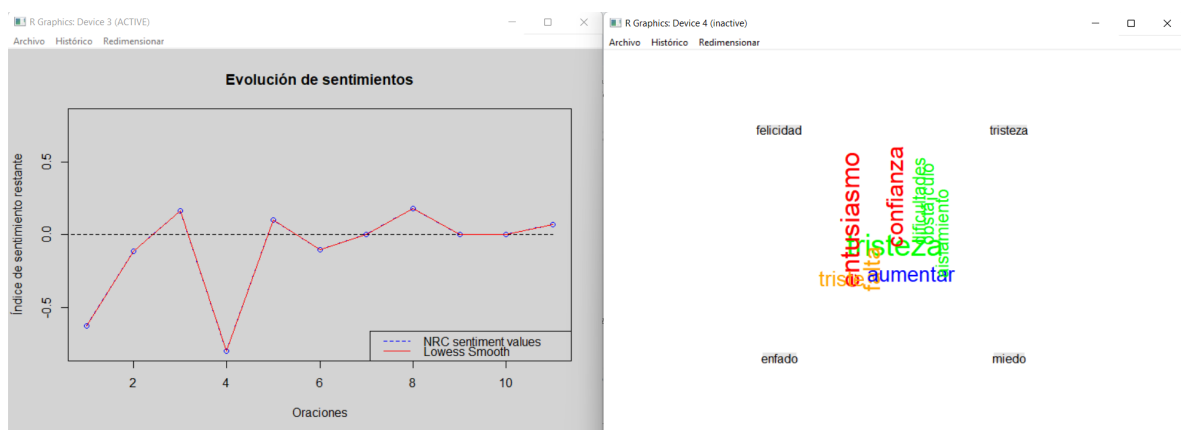 R Graphics: Device 3 (ACTIVE)
Archivo Histórico Redimensionar
Evolución de sentimientos
Índice de sentimiento restante
0.5
0.0
-0.5
NRC sentiment values
Lowess Smooth
2 4 6 8 10
Oraciones
R Graphics: Device 4 (inactive)
Archivo Histórico Redimensionar
felicidad
tristeza
entusiasmo
confianza
dificultades
obstaculo
aislamiento
tristeza
falta
triste
aumentar
enfado
miedo